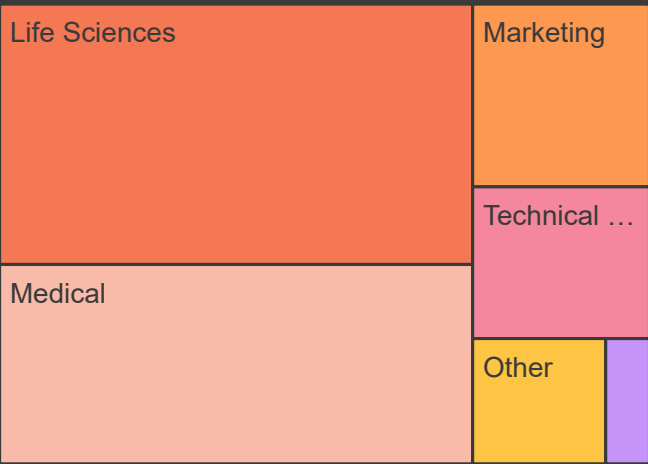 Life Sciences
Marketing
Technical …
Medical
Other